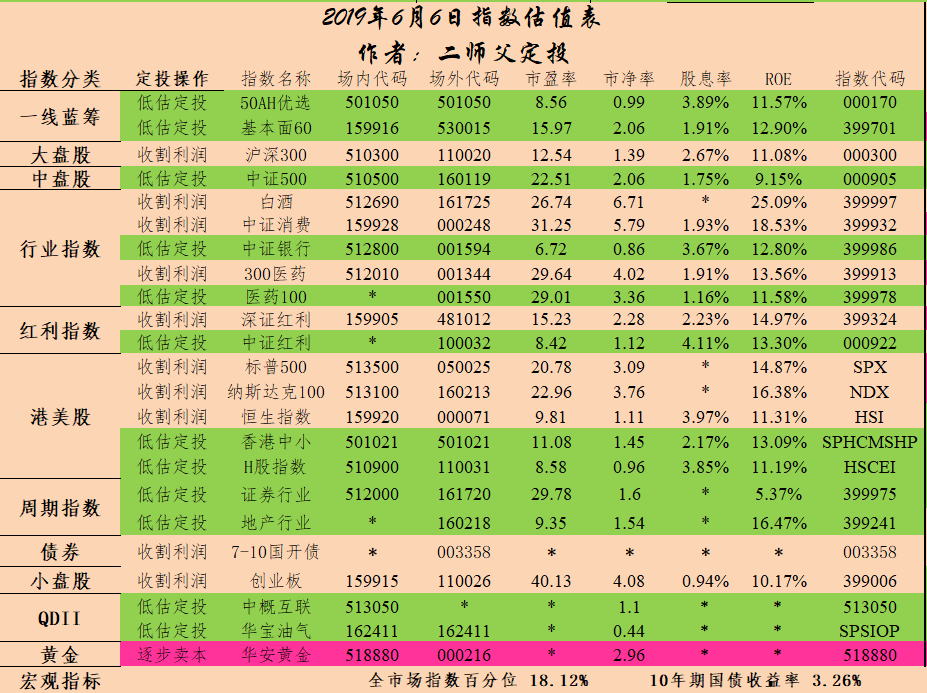 2019年6月6日指数估值表
作者：二师父定投
指数分类 定投操作 指数名称 场内代码 场外代码 市盈率 市净率 股息率 ROE 指数代码
一线蓝筹 低估定投 50AH优选 501050 501050 8.56 0.99 3.89% 11.57% 000170
低估定投 基本面60 159916 530015 15.97 2.06 1.91% 12.90% 399701
大盘股 收割利润 沪深300 510300 110020 12.54 1.39 2.67% 11.08% 000300
中盘股 低估定投 中证500 510500 160119 22.51 2.06 1.75% 9.15% 000905
行业指数 收割利润 白酒 512690 161725 26.74 6.71 * 25.09% 399997
收割利润 中证消费 159928 000248 31.25 5.79 1.93% 18.53% 399932
低估定投 中证银行 512800 001594 6.72 0.86 3.67% 12.80% 399986
收割利润 300医药 512010 001344 29.64 4.02 1.91% 13.56% 399913
低估定投 医药100 * 001550 29.01 3.36 1.16% 11.58% 399978
红利指数 收割利润 深证红利 159905 481012 15.23 2.28 2.23% 14.97% 399324
低估定投 中证红利 * 100032 8.42 1.12 4.11% 13.30% 000922
港美股 收割利润 标普500 513500 050025 20.78 3.09 * 14.87% SPX
收割利润 纳斯达克100 513100 160213 22.96 3.76 * 16.38% NDX
收割利润 恒生指数 159920 000071 9.81 1.11 3.97% 11.31% HSI
低估定投 香港中小 501021 501021 11.08 1.45 2.17% 13.09% SPHCMSHP
低估定投 H股指数 510900 110031 8.58 0.96 3.85% 11.19% HSCEI
周期指数 低估定投 证券行业 512000 161720 29.78 1.6 * 5.37% 399975
低估定投 地产行业 * 160218 9.35 1.54 * 16.47% 399241
债券 收割利润 7-10国开债 * 003358 * * * * 003358
小盘股 收割利润 创业板 159915 110026 40.13 4.08 0.94% 10.17% 399006
QDII 低估定投 中概互联 513050 * * 1.1 * * 513050
低估定投 华宝油气 162411 162411 * 0.44 * * SPSIOP
黄金 逐步卖本 华安黄金 518880 000216 * 2.96 * * 518880
宏观指标 全市场指数百分位 18.12% 10年期国债收益率 3.26%